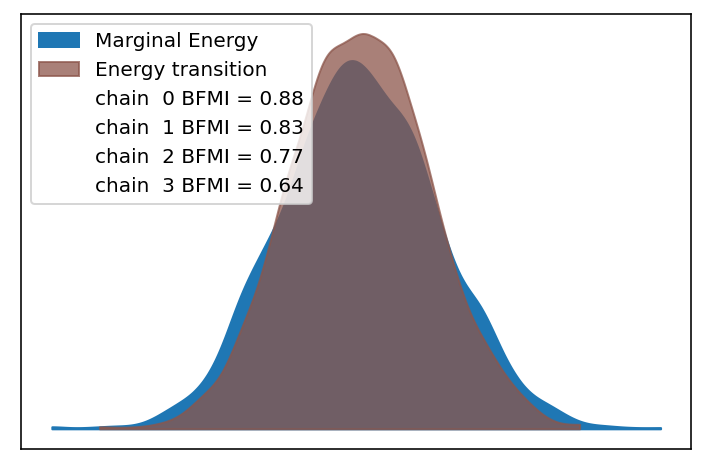 Marginal Energy
Energy transition
chain  0 BFMI = 0.88
chain  1 BFMI = 0.83
chain  2 BFMI = 0.77
chain  3 BFMI = 0.64